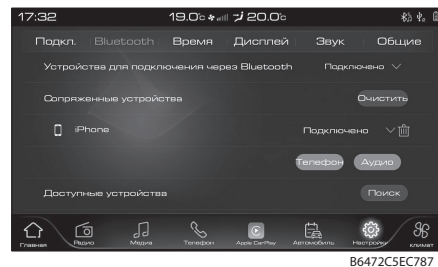 17:32 19.0°c 20.0°c
Подкл. Bluetooth Время Дисплей Звук Общие
Устройства для подключения через Bluetooth Подключено
Сопряженные устройства Очистить
iPhone Подключено
Телефон Аудио
Доступные устройства Поиск
Главная Радио Медиа Телефон Apple CarPlay Автомобиль Настройки климат
B6472C5EC787